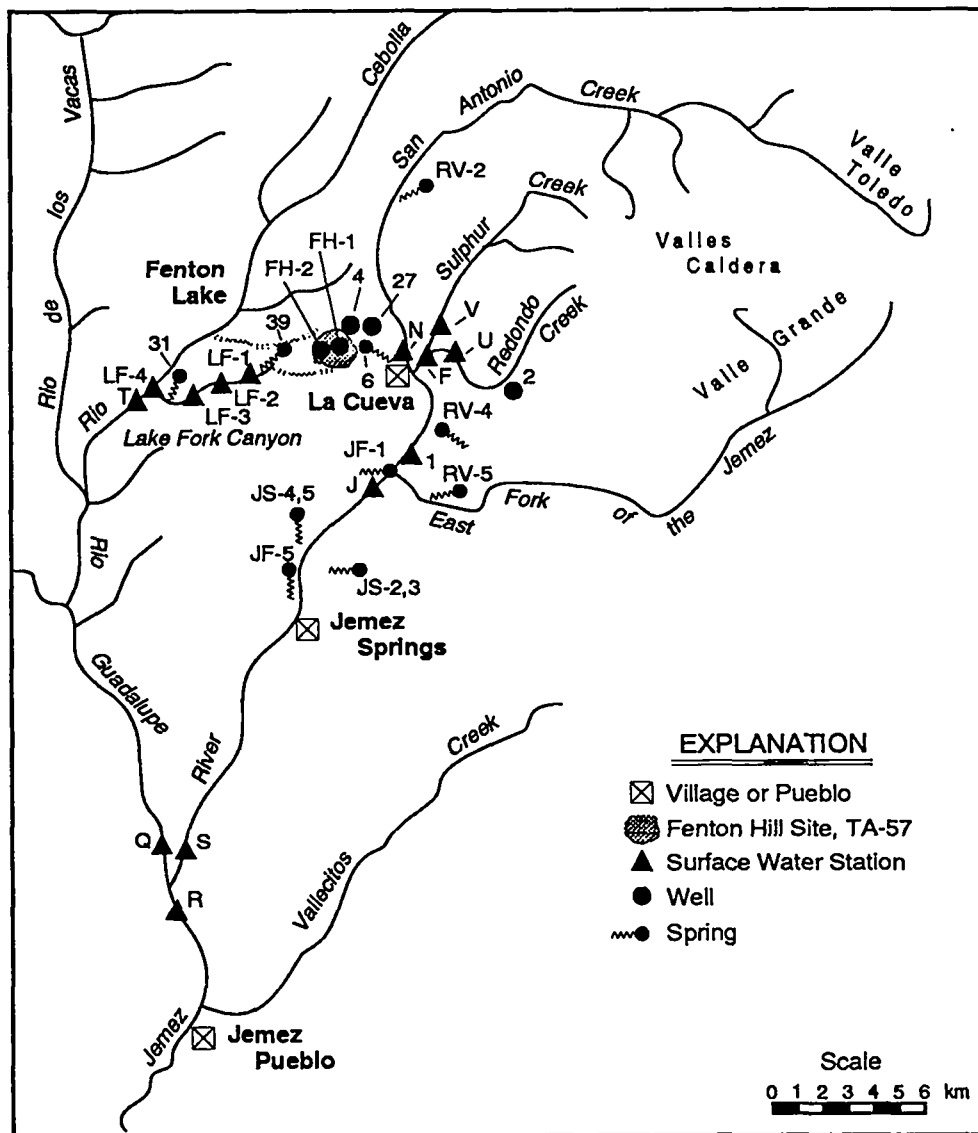 Vacas
los
de
Rio
Cebolla
San
Antonio
Creek
Valle
Toledo
RV-2
Creek
Sulphur
Valles
Caldera
FH-1
FH-2
4
27
Fenton
Lake
39
N
V
U
F
Redondo
Creek
Valle Grande
31
LF-1
LF-4
T
LF-2
LF-3
6
La Cueva
2
Rio
Lake Fork Canyon
RV-4
1
JF-1
J
RV-5
East
Fork
of
the
Jemez
JS-4,5
Rio
JF-5
JS-2,3
Jemez
Springs
Guadalupe
River
Creek
Vallecitos
Q
S
R
Jemez
Jemez
Pueblo
EXPLANATION
Village or Pueblo
Fenton Hill Site, TA-57
Surface Water Station
Well
Spring
Scale
0 1 2 3 4 5 6 km